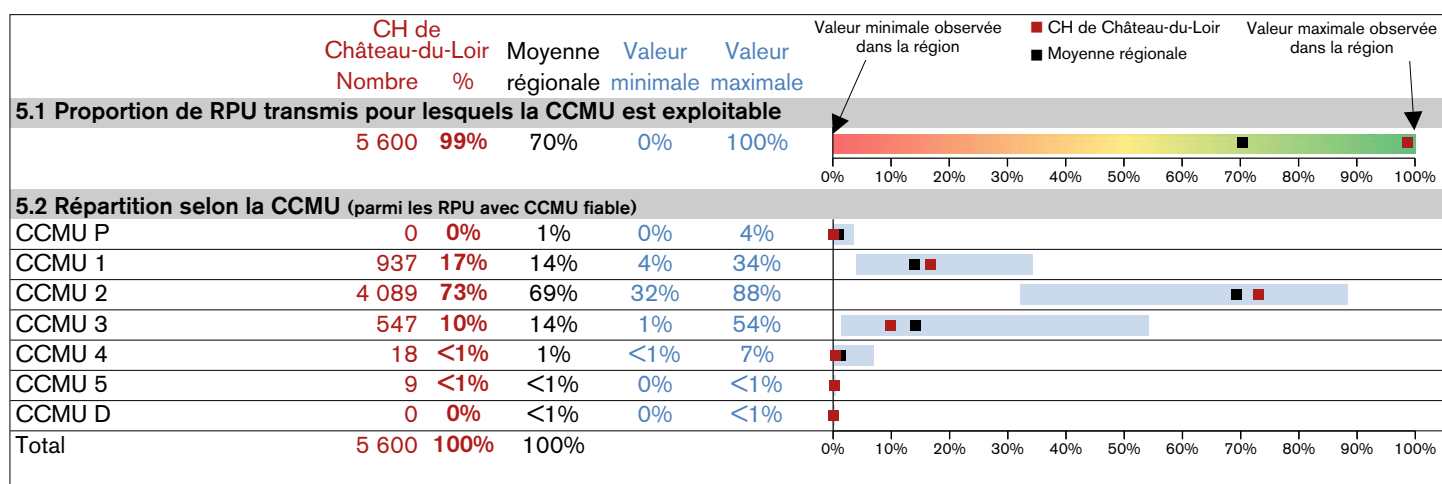 CH de Château-du-Loir Moyenne régionale Valeur minimale Valeur maximale
Nombre %
Valeur minimale observée dans la région
CH de Château-du-Loir
Moyenne régionale
Valeur maximale observée dans la région
5.1 Proportion de RPU transmis pour lesquels la CCMU est exploitable
5 600 99% 70% 0% 100%
0% 10% 20% 30% 40% 50% 60% 70% 80% 90% 100%
5.2 Répartition selon la CCMU (parmi les RPU avec CCMU fiable)
CCMU P 0 0% 1% 0% 4%
CCMU 1 937 17% 14% 4% 34%
CCMU 2 4 089 73% 69% 32% 88%
CCMU 3 547 10% 14% 1% 54%
CCMU 4 18 <1% 1% <1% 7%
CCMU 5 9 <1% <1% 0% <1%
CCMU D 0 0% <1% 0% <1%
Total 5 600 100% 100%
0% 10% 20% 30% 40% 50% 60% 70% 80% 90% 100%